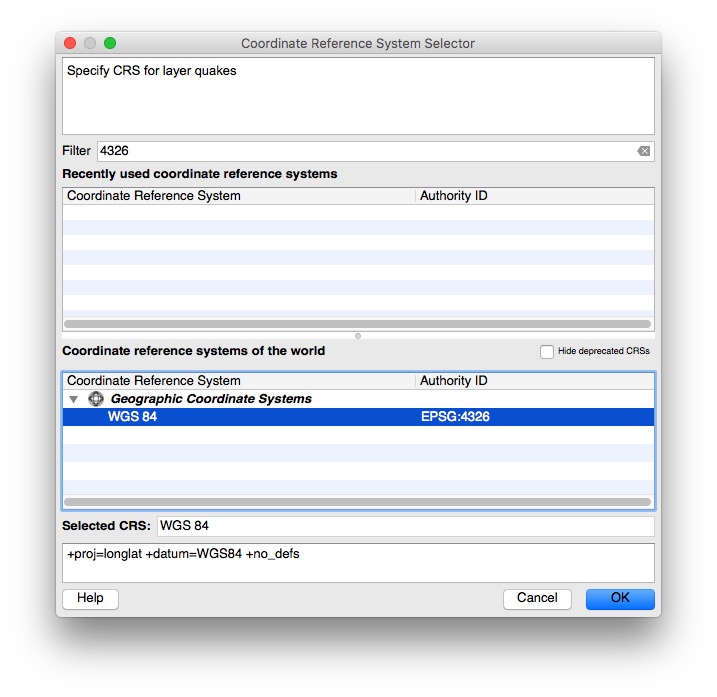 Coordinate Reference System Selector
Specify CRS for layer quakes
Filter 4326
Recently used coordinate reference systems
Coordinate Reference System Authority ID
Coordinate reference systems of the world Hide deprecated CRSs
Coordinate Reference System Authority ID
Geographic Coordinate Systems
WGS 84 EPSG:4326
Selected CRS: WGS 84
+proj=longlat +datum=WGS84 +no_defs
Help Cancel OK